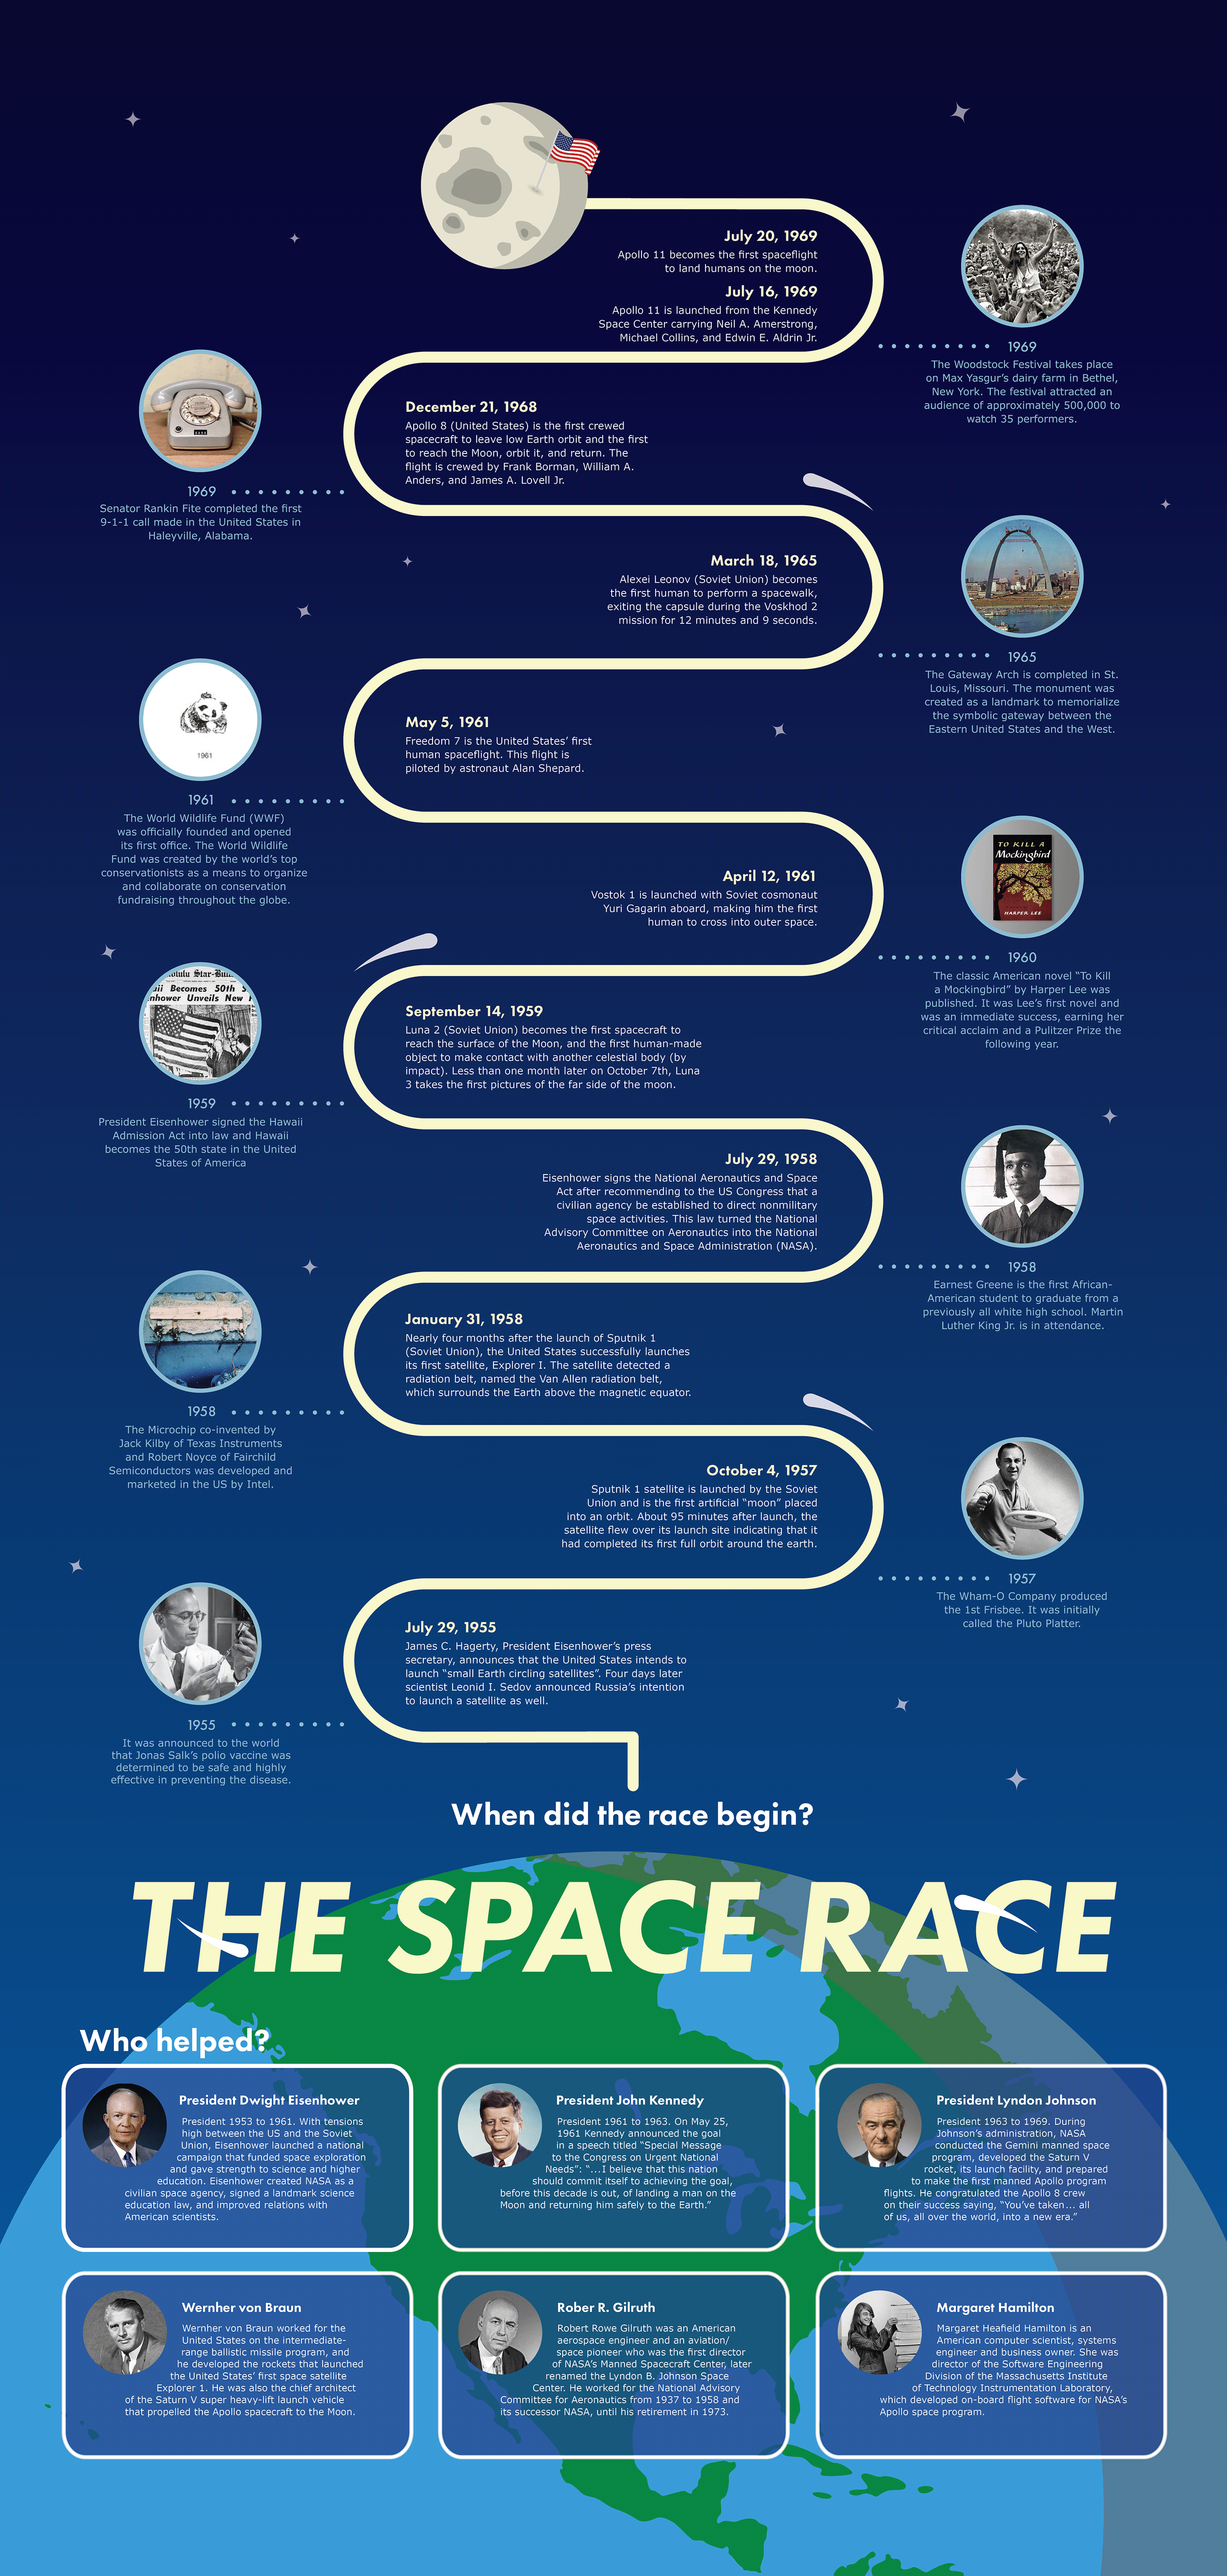 July 20, 1969
Apollo 11 becomes the first spaceflight
to land humans on the moon.
July 16, 1969
Apollo 11 is launched from the Kennedy
Space Center carrying Neil A. Amerstrong,
Michael Collins, and Edwin E. Aldrin Jr.
1969
The Woodstock Festival takes place
on Max Yasgur's dairy farm in Bethel,
New York. The festival attracted an
audience of approximately 500,000 to
watch 35 performers.
December 21, 1968
Apollo 8 (United States) is the first crewed
spacecraft to leave low Earth orbit and the first
to reach the Moon, orbit it, and return. The
flight is crewed by Frank Borman, William A.
Anders, and James A. Lovell Jr.
1969
Senator Rankin Fite completed the first
9-1-1 call made in the United States in
Haleyville, Alabama.
March 18, 1965
Alexei Leonov (Soviet Union) becomes
the first human to perform a spacewalk,
exiting the capsule during the Voskhod 2
mission for 12 minutes and 9 seconds.
1965
The Gateway Arch is completed in St.
Louis, Missouri. The monument was
created as a landmark to memorialize
the symbolic gateway between the
Eastern United States and the West.
May 5, 1961
Freedom 7 is the United States' first
human spaceflight. This flight is
piloted by astronaut Alan Shepard.
1961
1961
The World Wildlife Fund (WWF)
was officially founded and opened
its first office. The World Wildlife
Fund was created by the world's top
conservationists as a means to organize
and collaborate on conservation
fundraising throughout the globe.
April 12, 1961
Vostok 1 is launched with Soviet cosmonaut
Yuri Gagarin aboard, making him the first
human to cross into outer space.
TO KILL A
Mockingbird
HARPER LEE
1960
The classic American novel "To Kill
a Mockingbird" by Harper Lee was
published. It was Lee's first novel and
was an immediate success, earning her
critical acclaim and a Pulitzer Prize the
following year.
September 14, 1959
Luna 2 (Soviet Union) becomes the first spacecraft to
reach the surface of the Moon, and the first human-made
object to make contact with another celestial body (by
impact). Less than one month later on October 7th, Luna
3 takes the first pictures of the far side of the moon.
Becomes 50th
Unveils New
1959
President Eisenhower signed the Hawaii
Admission Act into law and Hawaii
becomes the 50th state in the United
States of America
July 29, 1958
Eisenhower signs the National Aeronautics and Space
Act after recommending to the US Congress that a
civilian agency be established to direct nonmilitary
space activities. This law turned the National
Advisory Committee on Aeronautics into the National
Aeronautics and Space Administration (NASA).
1958
Earnest Greene is the first African-
American student to graduate from a
previously all white high school. Martin
Luther King Jr. is in attendance.
January 31, 1958
Nearly four months after the launch of Sputnik 1
(Soviet Union), the United States successfully launches
its first satellite, Explorer I. The satellite detected a
radiation belt, named the Van Allen radiation belt,
which surrounds the Earth above the magnetic equator.
1958
The Microchip co-invented by
Jack Kilby of Texas Instruments
and Robert Noyce of Fairchild
Semiconductors was developed and
marketed in the US by Intel.
October 4, 1957
Sputnik 1 satellite is launched by the Soviet
Union and is the first artificial "moon" placed
into an orbit. About 95 minutes after launch, the
satellite flew over its launch site indicating that it
had completed its first full orbit around the earth.
1957
The Wham-O Company produced
the 1st Frisbee. It was initially
called the Pluto Platter.
July 29, 1955
James C. Hagerty, President Eisenhower's press
secretary, announces that the United States intends to
launch "small Earth circling satellites". Four days later
scientist Leonid I. Sedov announced Russia's intention
to launch a satellite as well.
1955
It was announced to the world
that Jonas Salk's polio vaccine was
determined to be safe and highly
effective in preventing the disease.
When did the race begin?
THE SPACE RACE
Who helped?
President Dwight Eisenhower
President 1953 to 1961. With tensions
high between the US and the Soviet
Union, Eisenhower launched a national
campaign that funded space exploration
and gave strength to science and higher
education. Eisenhower created NASA as a
civilian space agency, signed a landmark science
education law, and improved relations with
American scientists.
President John Kennedy
President 1961 to 1963. On May 25,
1961 Kennedy announced the goal
in a speech titled "Special Message
to the Congress on Urgent National
Needs": "...I believe that this nation
should commit itself to achieving the goal,
before this decade is out, of landing a man on the
Moon and returning him safely to the Earth."
President Lyndon Johnson
President 1963 to 1969. During
Johnson's administration, NASA
conducted the Gemini manned space
program, developed the Saturn V
rocket, its launch facility, and prepared
to make the first manned Apollo program
flights. He congratulated the Apollo 8 crew
on their success saying, "You've taken... all
of us, all over the world, into a new era."
Wernher von Braun
Wernher von Braun worked for the
United States on the intermediate-
range ballistic missile program, and
he developed the rockets that launched
the United States' first space satellite
Explorer 1. He was also the chief architect
of the Saturn V super heavy-lift launch vehicle
that propelled the Apollo spacecraft to the Moon.
Rober R. Gilruth
Robert Rowe Gilruth was an American
aerospace engineer and an aviation/
space pioneer who was the first director
of NASA's Manned Spacecraft Center, later
renamed the Lyndon B. Johnson Space
Center. He worked for the National Advisory
Committee for Aeronautics from 1937 to 1958 and
its successor NASA, until his retirement in 1973.
Margaret Hamilton
Margaret Heafield Hamilton is an
American computer scientist, systems
engineer and business owner. She was
director of the Software Engineering
Division of the Massachusetts Institute
of Technology Instrumentation Laboratory,
which developed on-board flight software for NASA's
Apollo space program.